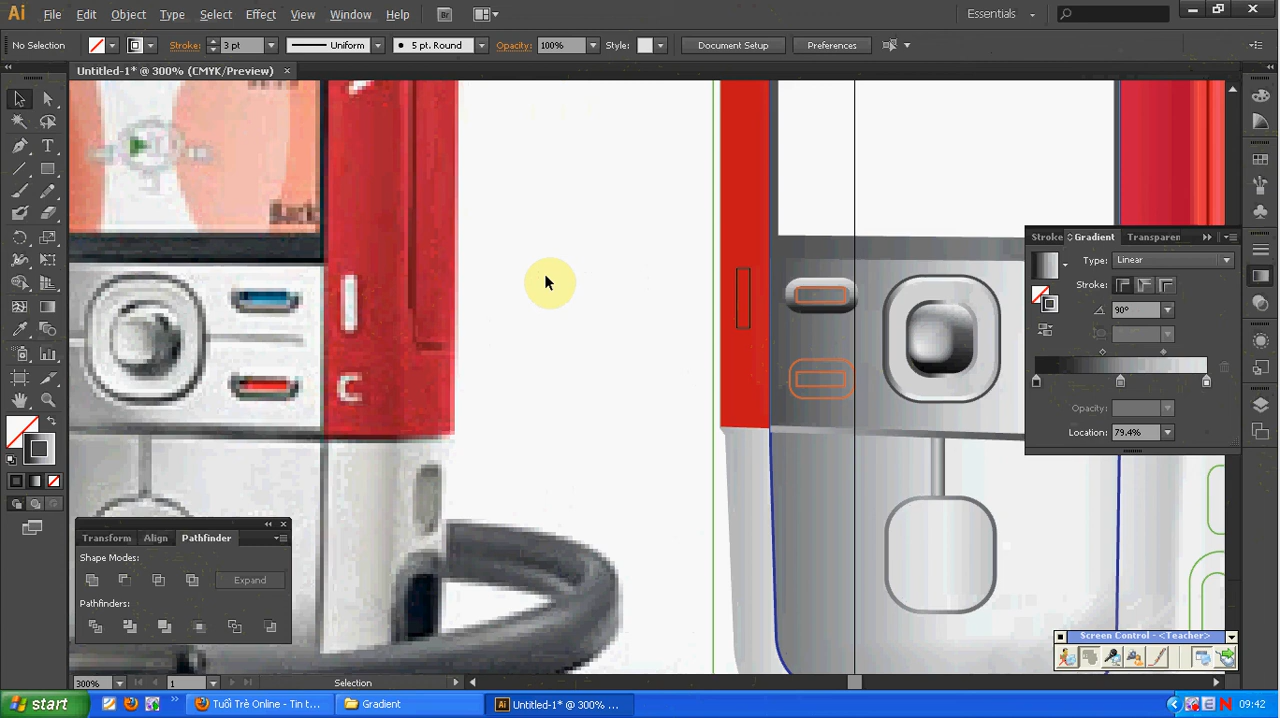 Ai File Edit Object Type Select Effect View Window Help Br Essentials
No Selection Stroke: 3 pt Uniform 5 pt. Round Opacity: 100% Style: Document Setup Preferences
Untitled-1* @ 300% (CMYK/Preview)
Back
C
Stroke Gradient Transparen
Type: Linear
Stroke:
90°
Opacity:
Location: 79.4%
Transform Align Pathfinder
Shape Modes:
Expand
Pathfinders:
Screen Control - <Teacher>
300% 1 Selection
start Tuổi Trẻ Online - Tin t... Gradient Untitled-1* @ 300% ... 09:42